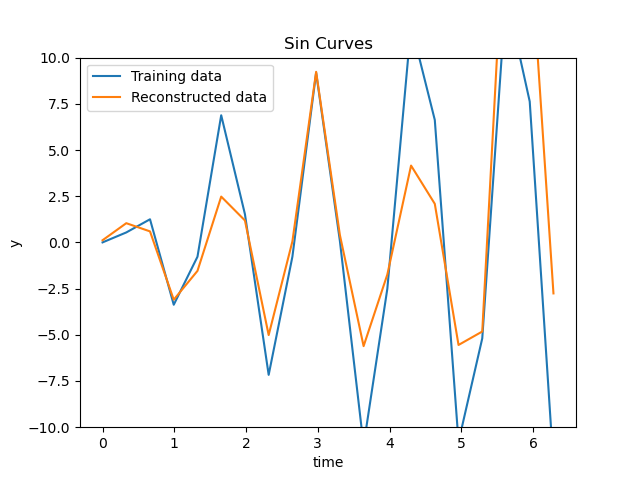 Sin Curves
Training data
Reconstructed data
y
10.0
7.5
5.0
2.5
0.0
−2.5
−5.0
−7.5
−10.0
0 1 2 3 4 5 6
time